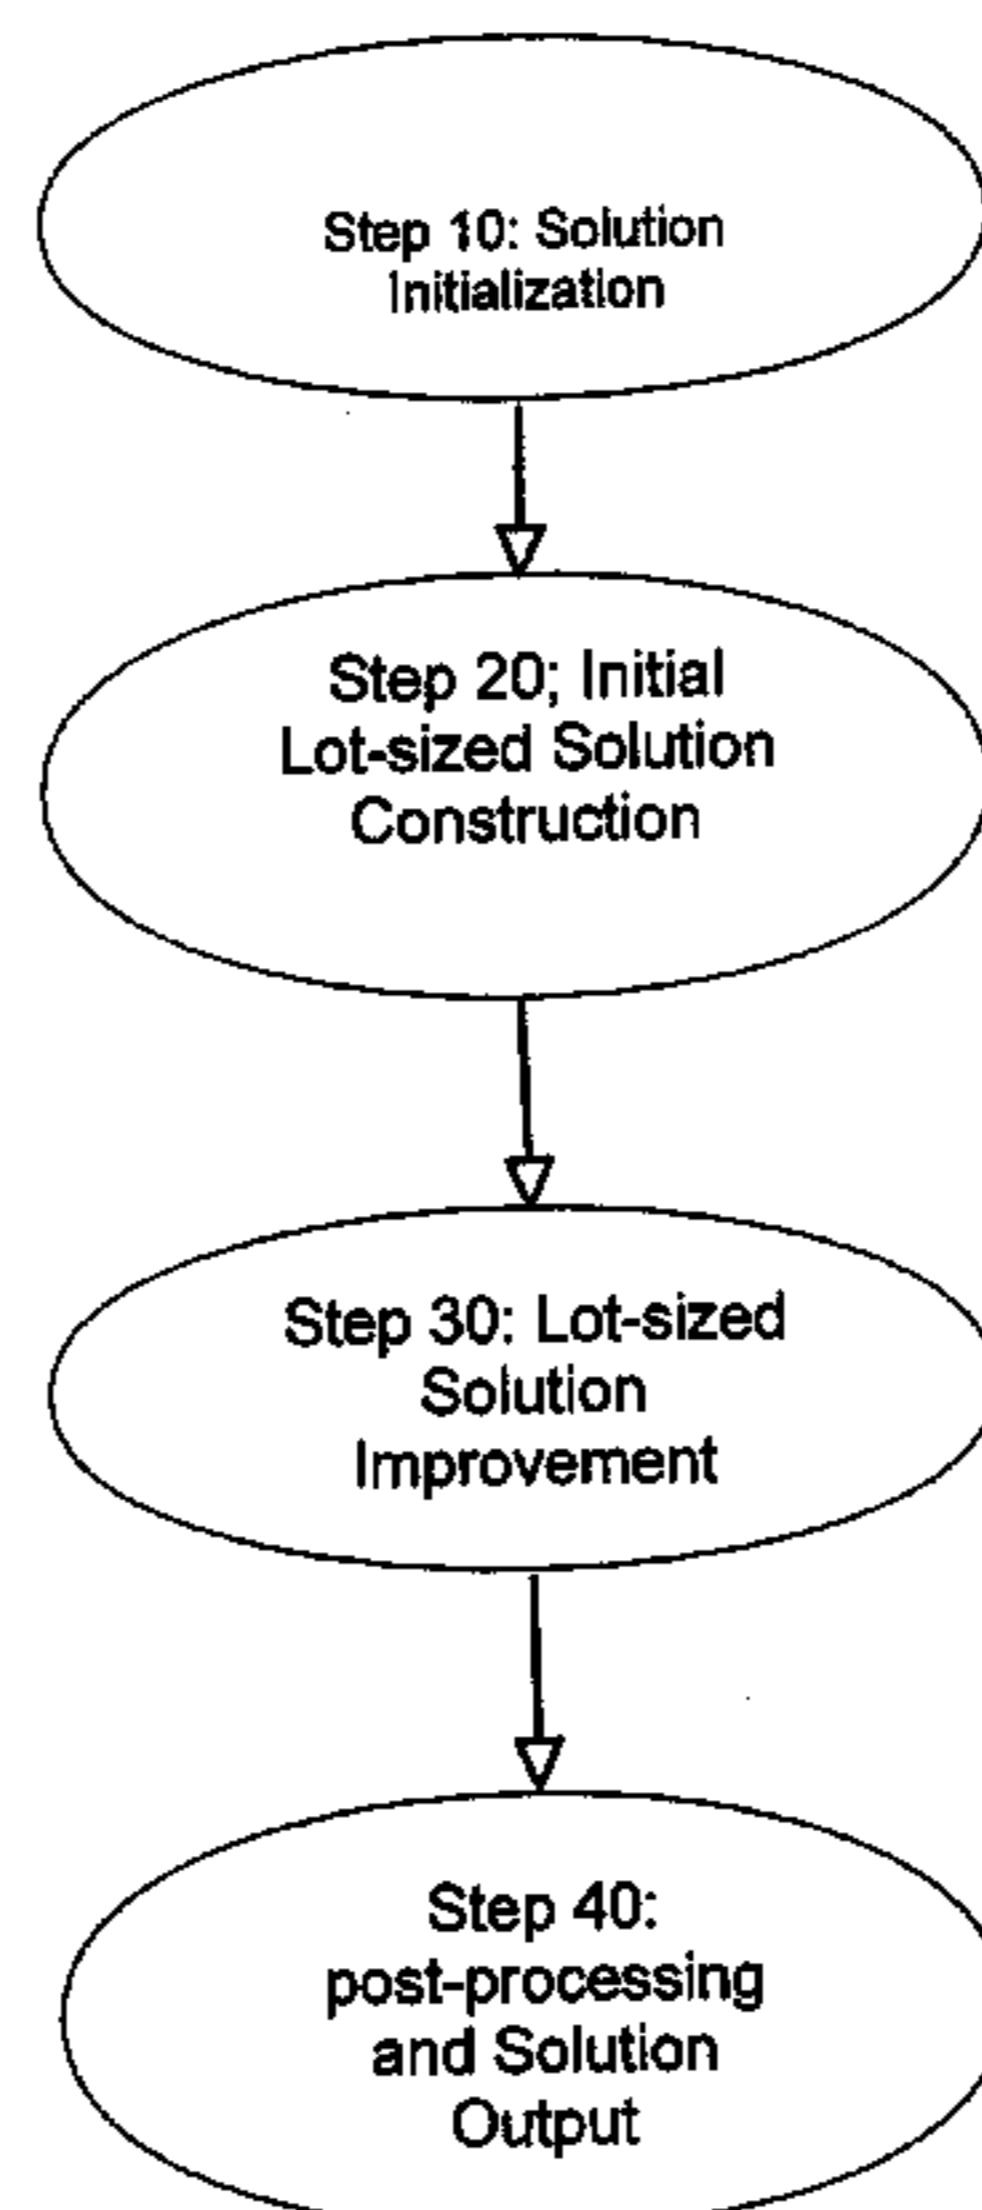 Step 10: Solution
Initialization
Step 20; Initial
Lot-sized Solution
Construction
Step 30: Lot-sized
Solution
Improvement
Step 40:
post-processing
and Solution
Output